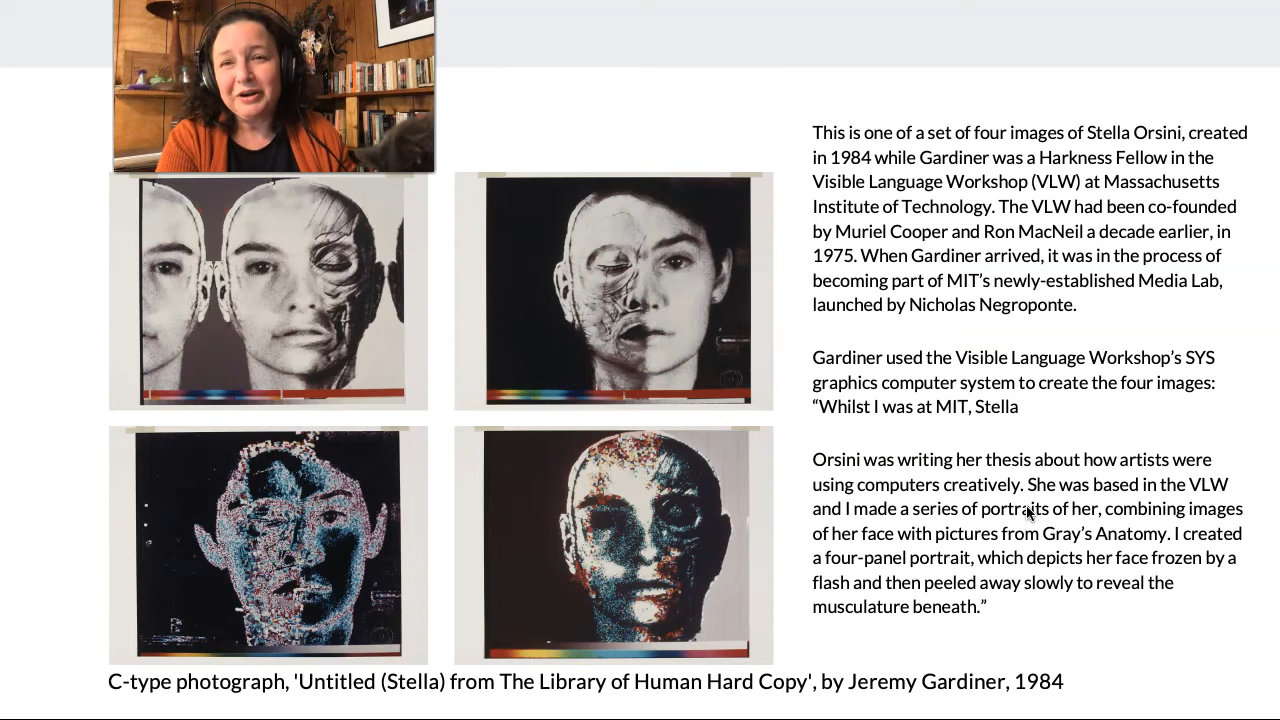 This is one of a set of four images of Stella Orsini, created
in 1984 while Gardiner was a Harkness Fellow in the
Visible Language Workshop (VLW) at Massachusetts
Institute of Technology. The VLW had been co-founded
by Muriel Cooper and Ron MacNeil a decade earlier, in
1975. When Gardiner arrived, it was in the process of
becoming part of MIT’s newly-established Media Lab,
launched by Nicholas Negroponte.
Gardiner used the Visible Language Workshop’s SYS
graphics computer system to create the four images:
“Whilst I was at MIT, Stella
Orsini was writing her thesis about how artists were
using computers creatively. She was based in the VLW
and I made a series of portraits of her, combining images
of her face with pictures from Gray’s Anatomy. I created
a four-panel portrait, which depicts her face frozen by a
flash and then peeled away slowly to reveal the
musculature beneath.”
C-type photograph, 'Untitled (Stella) from The Library of Human Hard Copy', by Jeremy Gardiner, 1984